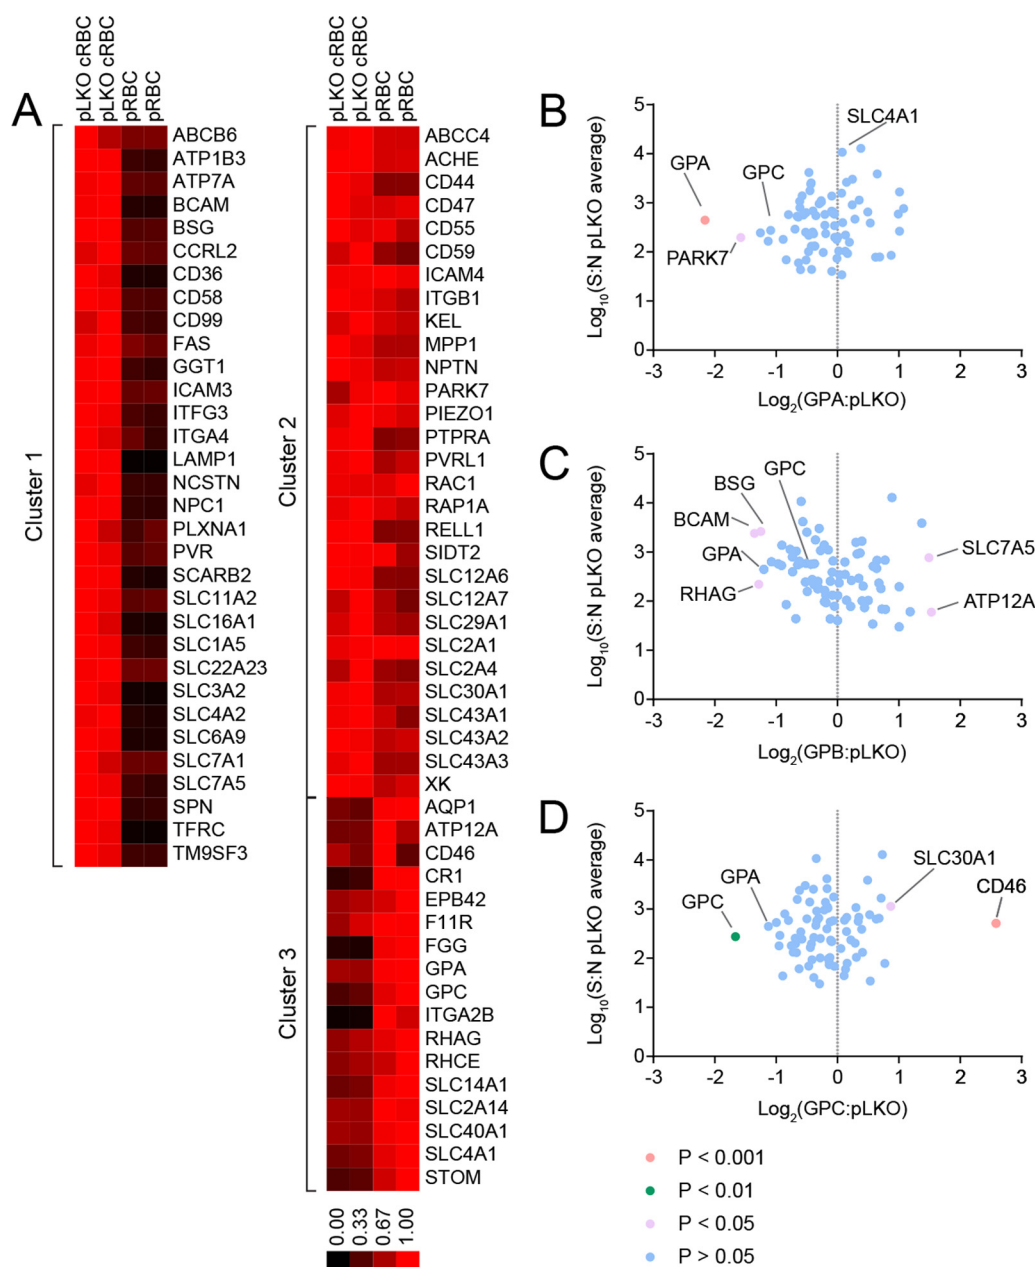 A
pLKO cRBC
pLKO cRBC
pRBC
pRBC
Cluster 1
ABCB6
ATP1B3
ATP7A
BCAM
BSG
CCRL2
CD36
CD58
CD99
FAS
GGT1
ICAM3
ITFG3
ITGA4
LAMP1
NCSTN
NPC1
PLXNA1
PVR
SCARB2
SLC11A2
SLC16A1
SLC1A5
SLC22A23
SLC3A2
SLC4A2
SLC6A9
SLC7A1
SLC7A5
SPN
TFRC
TM9SF3
pLKO cRBC
pLKO cRBC
pRBC
pRBC
Cluster 2
ABCC4
ACHE
CD44
CD47
CD55
CD59
ICAM4
ITGB1
KEL
MPP1
NPTN
PARK7
PIEZO1
PTPRA
PVRL1
RAC1
RAP1A
RELL1
SIDT2
SLC12A6
SLC12A7
SLC29A1
SLC2A1
SLC2A4
SLC30A1
SLC43A1
SLC43A2
SLC43A3
XK
Cluster 3
AQP1
ATP12A
CD46
CR1
EPB42
F11R
FGG
GPA
GPC
ITGA2B
RHAG
RHCE
SLC14A1
SLC2A14
SLC40A1
SLC4A1
STOM
0.00
0.33
0.67
1.00
B
Log10(S:N pLKO average)
5
4
3
2
1
0
SLC4A1
GPA
GPC
PARK7
-3 -2 -1 0 1 2 3
Log2(GPA:pLKO)
C
Log10(S:N pLKO average)
5
4
3
2
1
0
GPC
BSG
BCAM
GPA
RHAG
SLC7A5
ATP12A
-3 -2 -1 0 1 2 3
Log2(GPB:pLKO)
D
Log10(S:N pLKO average)
5
4
3
2
1
0
SLC30A1
GPA
CD46
GPC
-3 -2 -1 0 1 2 3
Log2(GPC:pLKO)
P < 0.001
P < 0.01
P < 0.05
P > 0.05